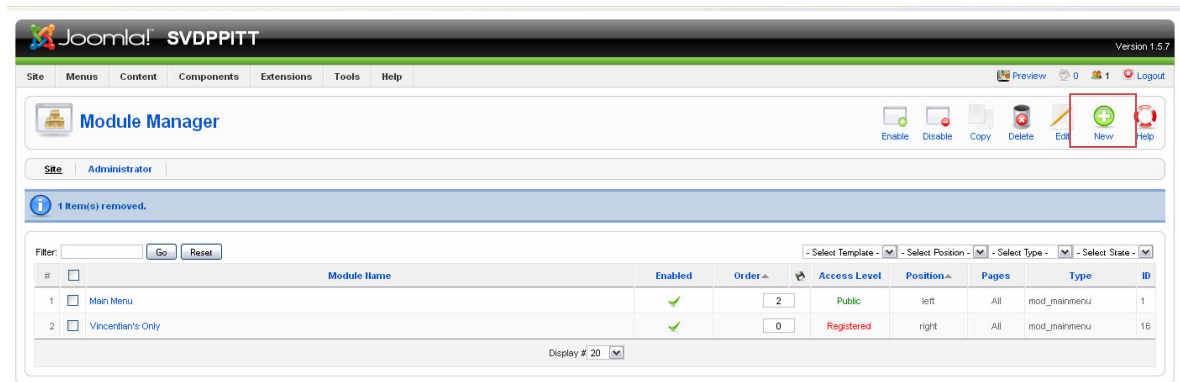 Joomla! SVDPPITT
Version 1.5.7
Site Menus Content Components Extensions Tools Help Preview 0 1 Logout
Module Manager
Enable Disable Copy Delete Edit New Help
Site Administrator
1 Item(s) removed.
Filter: Go Reset - Select Template - - Select Position - - Select Type - - Select State -
# Module Name Enabled Order Access Level Position Pages Type ID
1 Main Menu 2 Public left All mod_mainmenu 1
2 Vincentian's Only 0 Registered right All mod_mainmenu 16
Display # 20